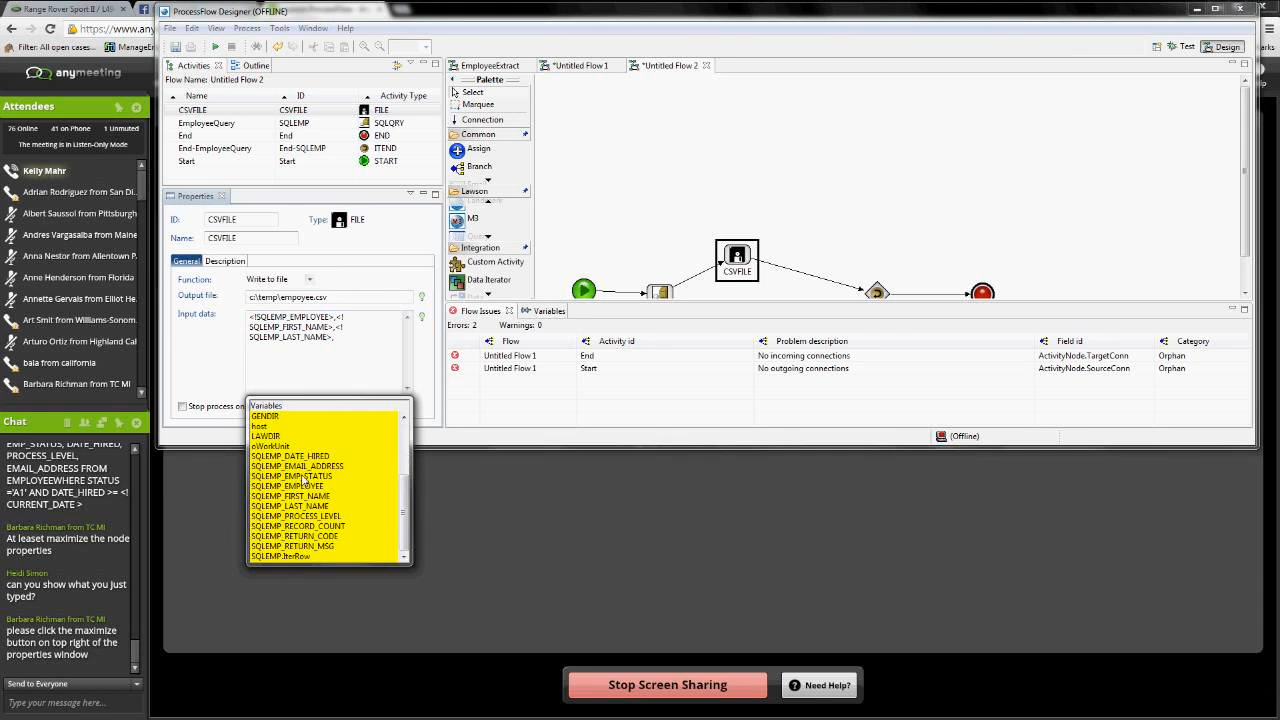 Range Rover Sport II / L49
ProcessFlow Designer (OFFLINE)
https://www.any
Filter: All open cases...
ManageEn
File Edit View Process Tools Window Help
Test
Design
anymeeting
Attendees
76 Online 41 on Phone 1 Unmuted
The meeting is in Listen-Only Mode
Kelly Mahr
Adrian Rodriguez from San Di...
Albert Saussol from Pittsburgh
Andres Vargasalba from Maine
Anna Nestor from Allentown P
Anne Henderson from Florida
Annette Gervais from Elliot He
Art Smit from Williams-Sonom
Arturo Ortiz from Highland Cal
bala from california
Barbara Richman from TC MI
Chat
EMP_STATUS, DATE_HIRED,
PROCESS_LEVEL,
EMAIL_ADDRESS FROM
EMPLOYEEWHERE STATUS
='A1' AND DATE_HIRED >= <!
CURRENT_DATE >
Barbara Richman from TC MI
At leaset maximize the node
properties
Heidi Simon
can you show what you just
typed?
Barbara Richman from TC MI
please click the maximize
button on top right of the
properties window
Send to Everyone
Type your message here...
Activities
Outline
Flow Name: Untitled Flow 2
Name ID Activity Type
CSVFILE CSVFILE FILE
EmployeeQuery SQLEMP SQLQRY
End End END
End-EmployeeQuery End-SQLEMP ITEND
Start Start START
Properties
ID: CSVFILE Type: FILE
Name: CSVFILE
General Description
Function: Write to file
Output file: c:\temp\empoyee.csv
Input data: <!SQLEMP_EMPLOYEE>,<!
SQLEMP_FIRST_NAME>,<!
SQLEMP_LAST_NAME>,
Stop process on
Variables
GENDIR
host
LAWDIR
oWorkUnit
SQLEMP_DATE_HIRED
SQLEMP_EMAIL_ADDRESS
SQLEMP_EMP_STATUS
SQLEMP_EMPLOYEE
SQLEMP_FIRST_NAME
SQLEMP_LAST_NAME
SQLEMP_PROCESS_LEVEL
SQLEMP_RECORD_COUNT
SQLEMP_RETURN_CODE
SQLEMP_RETURN_MSG
SQLEMP.IterRow
EmployeeExtract
*Untitled Flow 1
*Untitled Flow 2
Palette
Select
Marquee
Connection
Common
Assign
Branch
Lawson
M3
Integration
Custom Activity
Data Iterator
CSVFILE
Flow Issues
Variables
Errors: 2 Warnings: 0
Flow Activity id Problem description Field id Category
Untitled Flow 1 End No incoming connections ActivityNode.TargetConn Orphan
Untitled Flow 1 Start No outgoing connections ActivityNode.SourceConn Orphan
(Offline)
Stop Screen Sharing
Need Help?